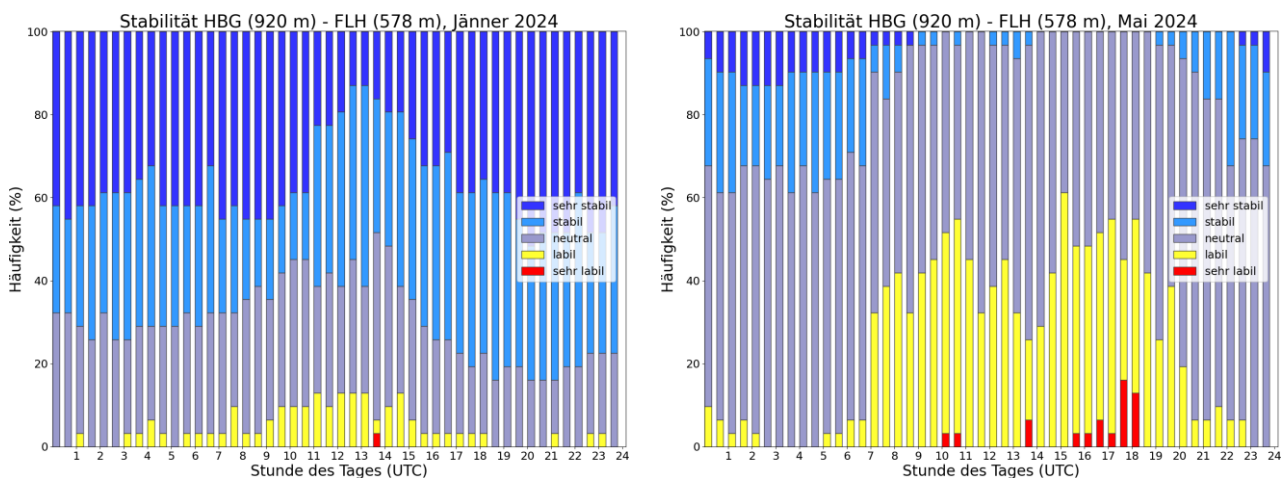 Stabilität HBG (920 m) - FLH (578 m), Jänner 2024
100
80
60
40
20
0
Häufigkeit (%)
sehr stabil
stabil
neutral
labil
sehr labil
1 2 3 4 5 6 7 8 9 10 11 12 13 14 15 16 17 18 19 20 21 22 23 24
Stunde des Tages (UTC)
Stabilität HBG (920 m) - FLH (578 m), Mai 2024
100
80
60
40
20
0
Häufigkeit (%)
sehr stabil
stabil
neutral
labil
sehr labil
1 2 3 4 5 6 7 8 9 10 11 12 13 14 15 16 17 18 19 20 21 22 23 24
Stunde des Tages (UTC)